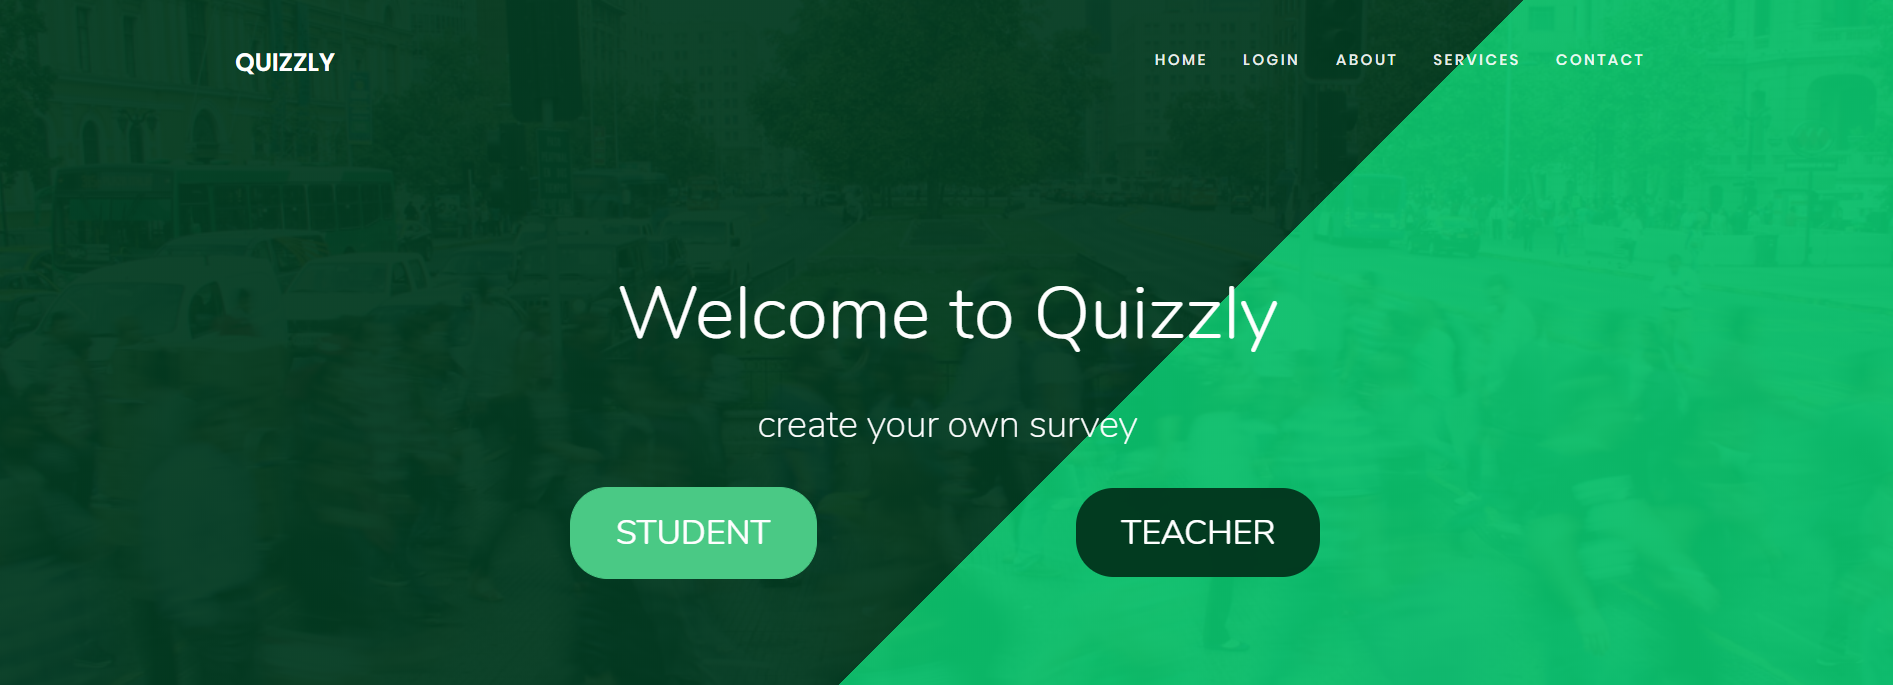 QUIZZLY
HOME LOGIN ABOUT SERVICES CONTACT
Welcome to Quizzly
create your own survey
STUDENT
TEACHER